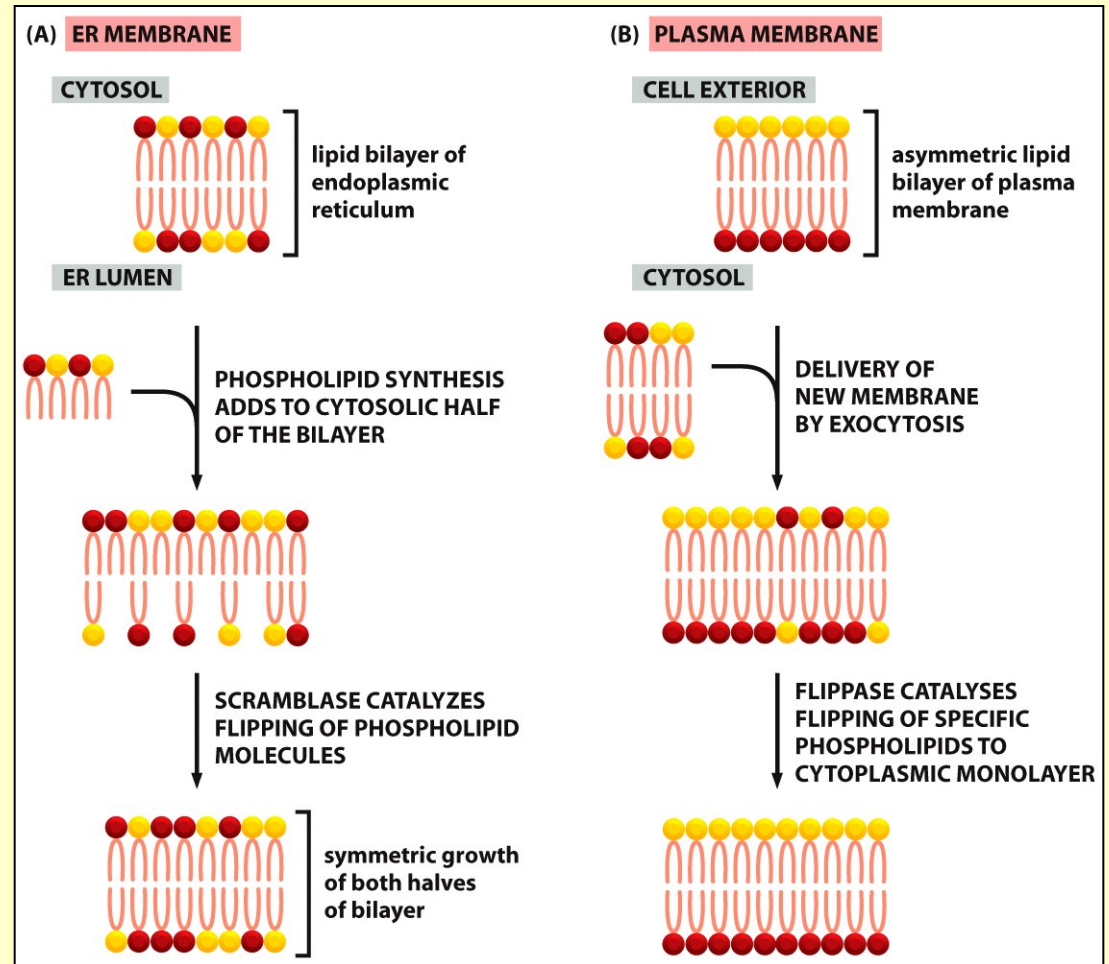 (A) ER MEMBRANE
CYTOSOL
lipid bilayer of
endoplasmic
reticulum
ER LUMEN
PHOSPHOLIPID SYNTHESIS
ADDS TO CYTOSOLIC HALF
OF THE BILAYER
SCRAMBLASE CATALYZES
FLIPPING OF PHOSPHOLIPID
MOLECULES
symmetric growth
of both halves
of bilayer
(B) PLASMA MEMBRANE
CELL EXTERIOR
asymmetric lipid
bilayer of plasma
membrane
CYTOSOL
DELIVERY OF
NEW MEMBRANE
BY EXOCYTOSIS
FLIPPASE CATALYSES
FLIPPING OF SPECIFIC
PHOSPHOLIPIDS TO
CYTOPLASMIC MONOLAYER